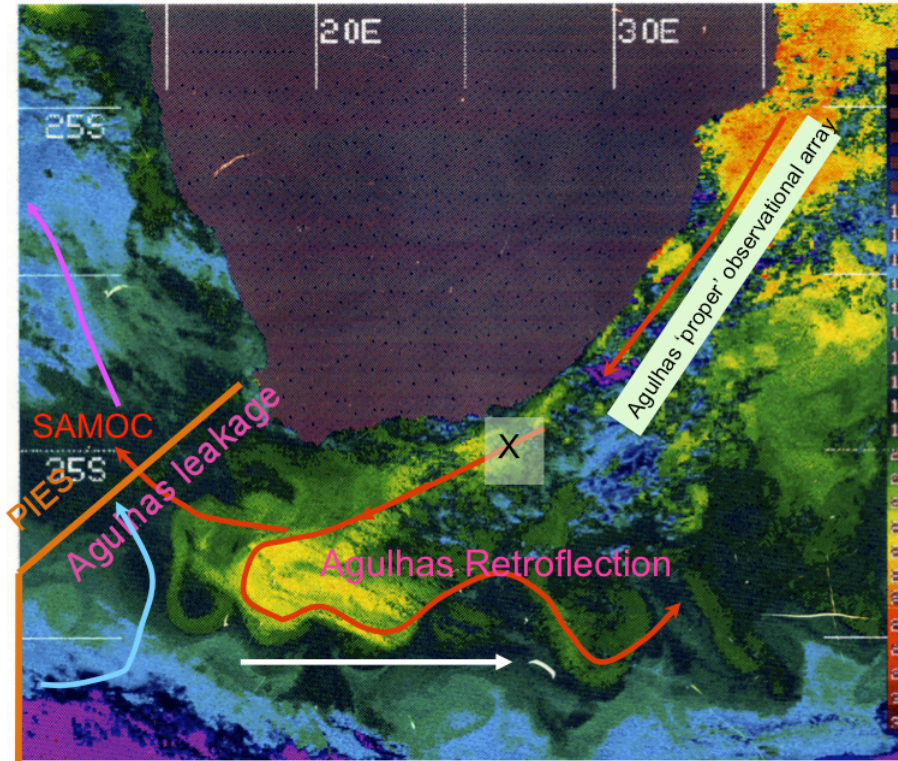 20E
30E
25S
Agulhas ‘proper’ observational array
SAMOC
X
35S
PIES
Agulhas leakage
Agulhas Retroflection